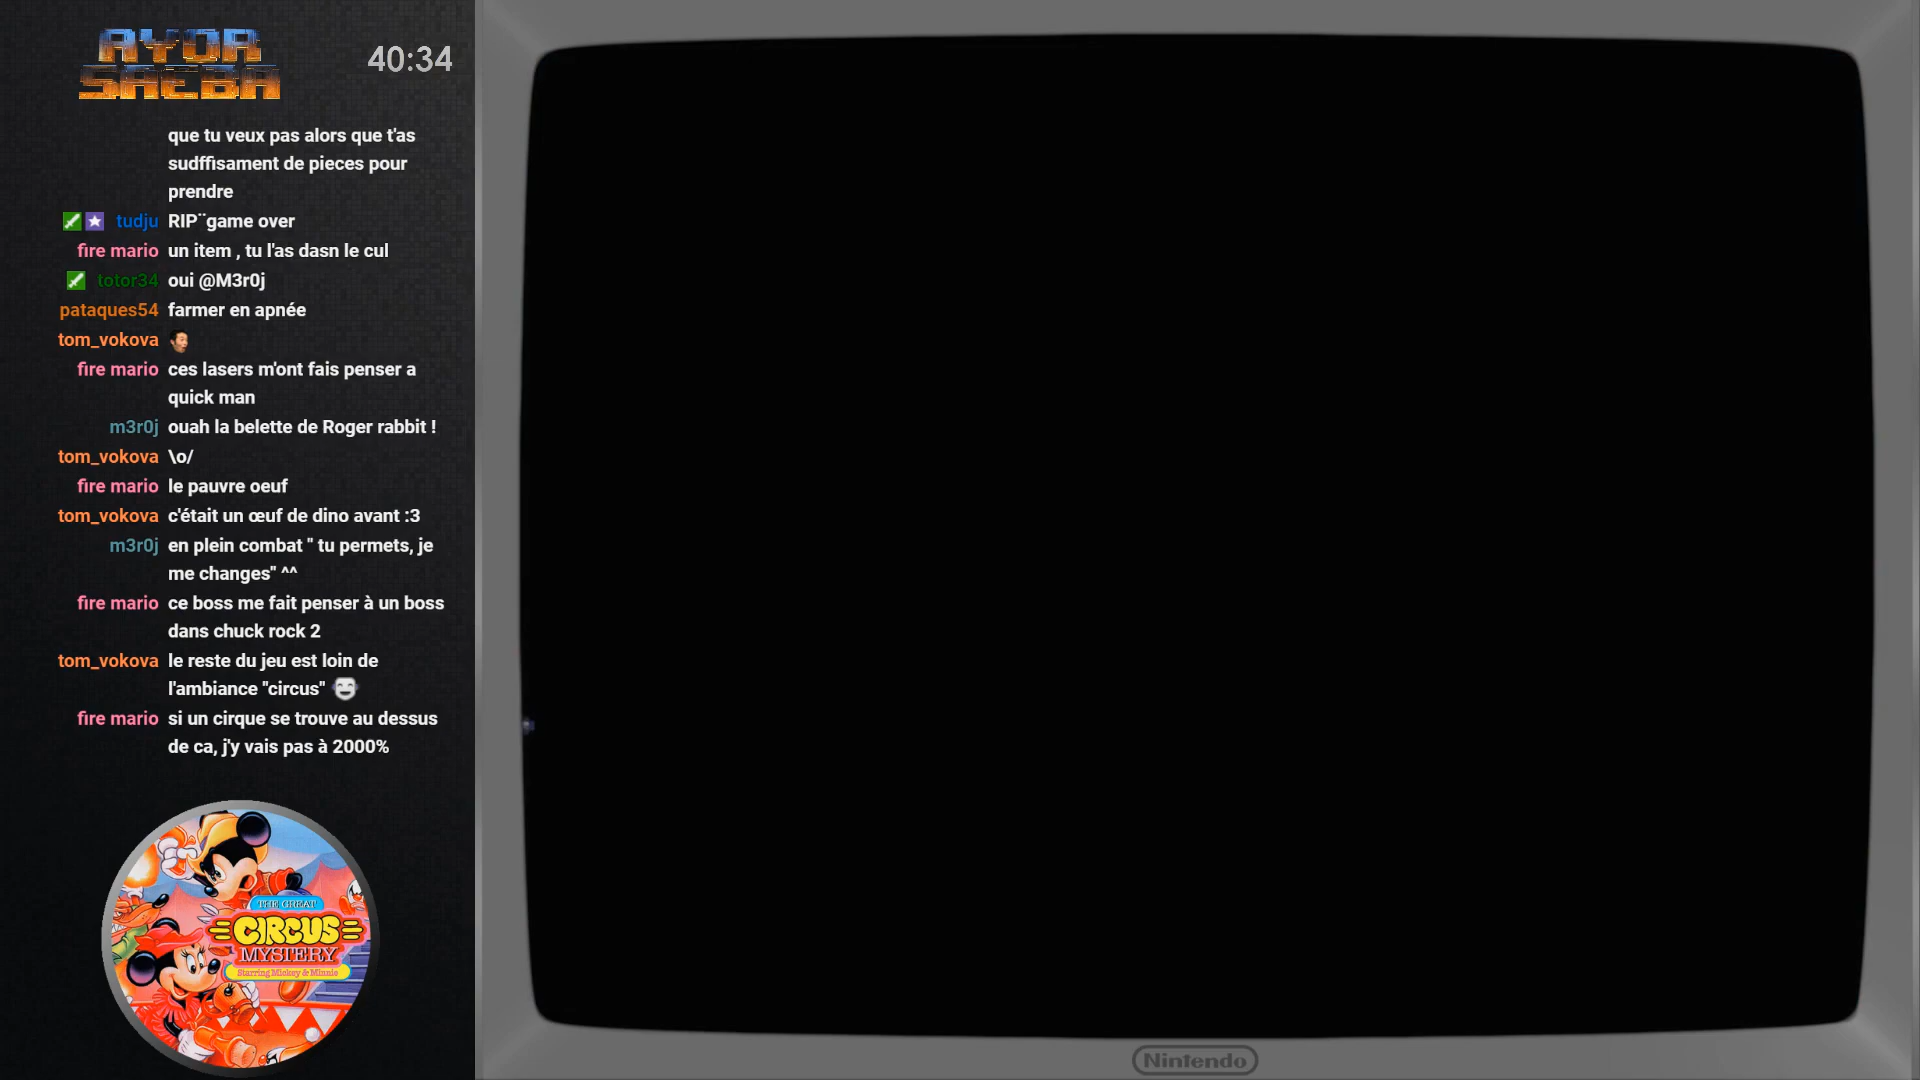 RYOR
SAEBA
40:34
que tu veux pas alors que t'as
sudffisament de pieces pour
prendre
tudju RIP¨game over
fire mario un item , tu l'as dasn le cul
totor34 oui @M3r0j
pataques54 farmer en apnée
tom_vokova
fire mario ces lasers m'ont fais penser a
quick man
m3r0j ouah la belette de Roger rabbit !
tom_vokova \o/
fire mario le pauvre oeuf
tom_vokova c'était un œuf de dino avant :3
m3r0j en plein combat " tu permets, je
me changes" ^^
fire mario ce boss me fait penser à un boss
dans chuck rock 2
tom_vokova le reste du jeu est loin de
l'ambiance "circus"
fire mario si un cirque se trouve au dessus
de ca, j'y vais pas à 2000%
THE GREAT
CIRCUS
MYSTERY
Starring Mickey & Minnie
Nintendo